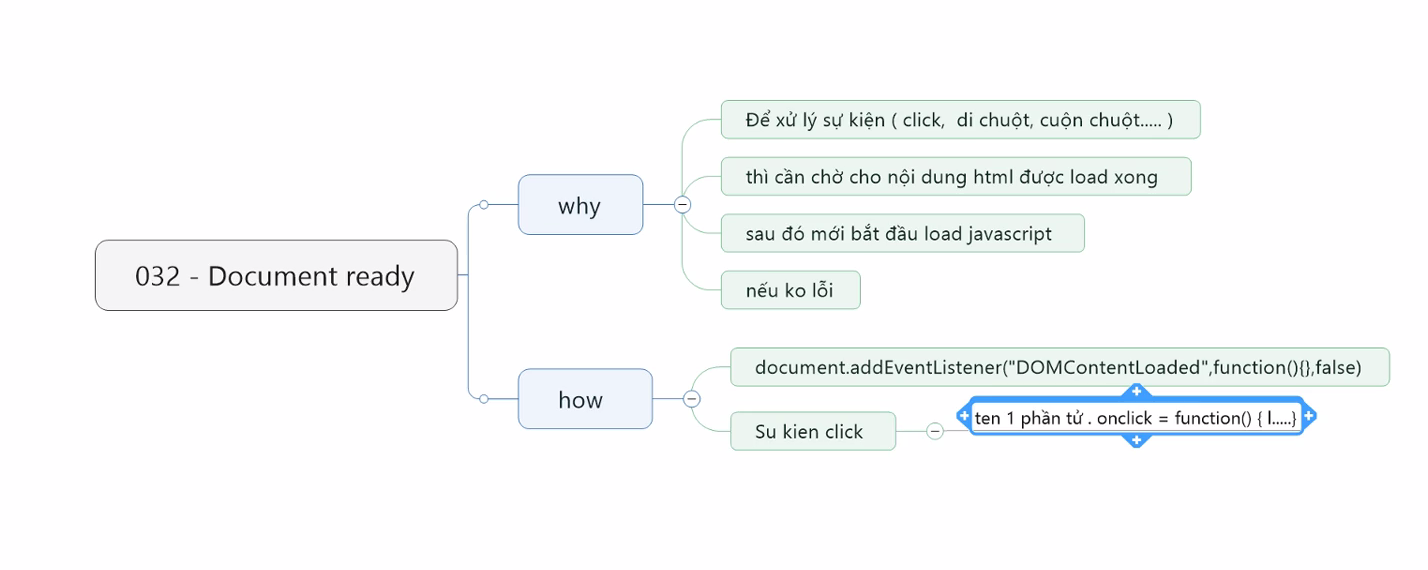 032 - Document ready
why
Để xử lý sự kiện ( click,  di chuột, cuộn chuột..... )
thì cần chờ cho nội dung html được load xong
sau đó mới bắt đầu load javascript
nếu ko lỗi
how
document.addEventListener("DOMContentLoaded",function(){},false)
Su kien click
ten 1 phần tử . onclick = function() { l.....}